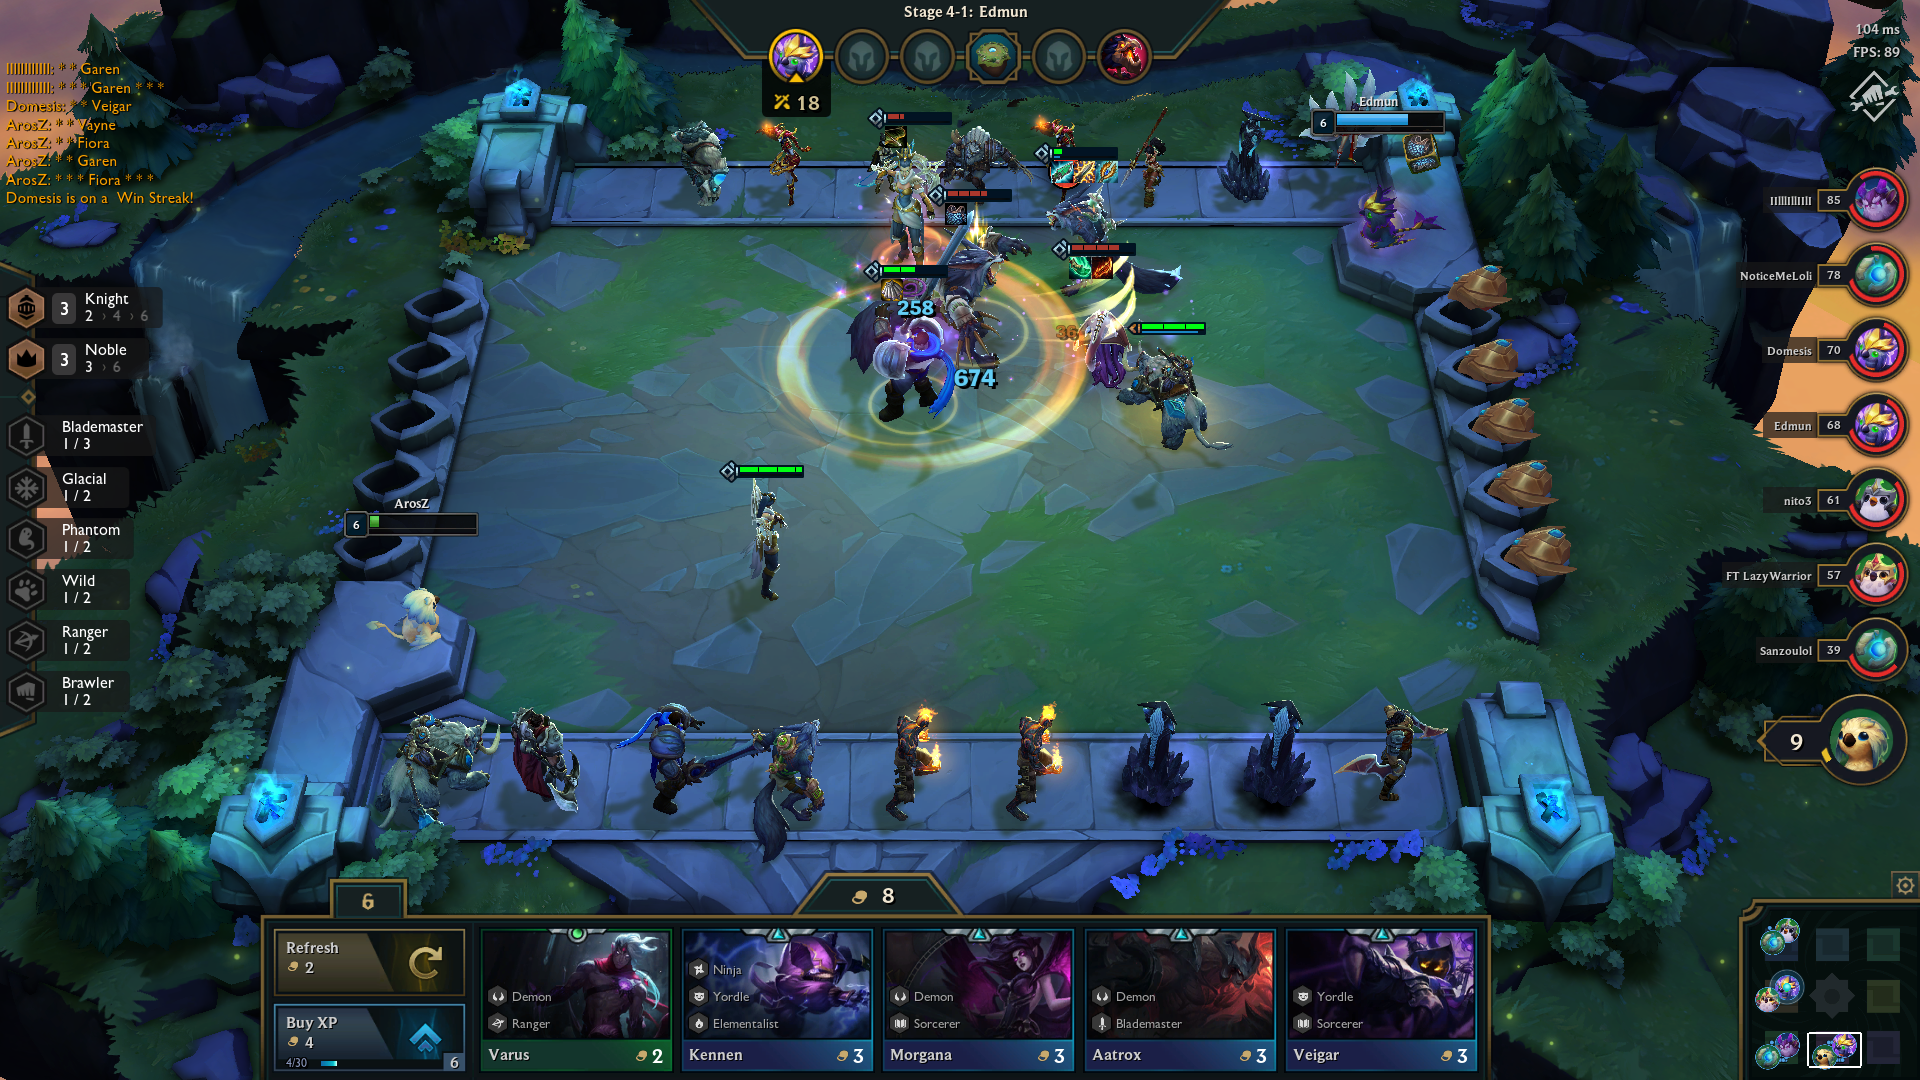 Stage 4-1: Edmun
104 ms
FPS: 89
18
IlIIlIIIlIII: * * Garen
IlIIlIIIlIII: * * * Garen * * *
Domesis: * * Veigar
ArosZ: * * Vayne
ArosZ: * * Fiora
ArosZ: * * Garen
ArosZ: * * * Fiora * * *
Domesis is on a Win Streak!
Edmun
6
85
NoticeMeLoli 78
Domesis 70
Edmun 68
nito3 61
FT LazyWarrior 57
Sanzoulol 39
9
3 Knight
2 › 4 › 6
3 Noble
3 › 6
Blademaster
1 / 3
Glacial
1 / 2
Phantom
1 / 2
Wild
1 / 2
Ranger
1 / 2
Brawler
1 / 2
258
36
674
ArosZ
6
6
8
Refresh
2
Buy XP
4
4/30
6
Demon
Ranger
Varus 2
Ninja
Yordle
Elementalist
Kennen 3
Demon
Sorcerer
Morgana 3
Demon
Blademaster
Aatrox 3
Yordle
Sorcerer
Veigar 3